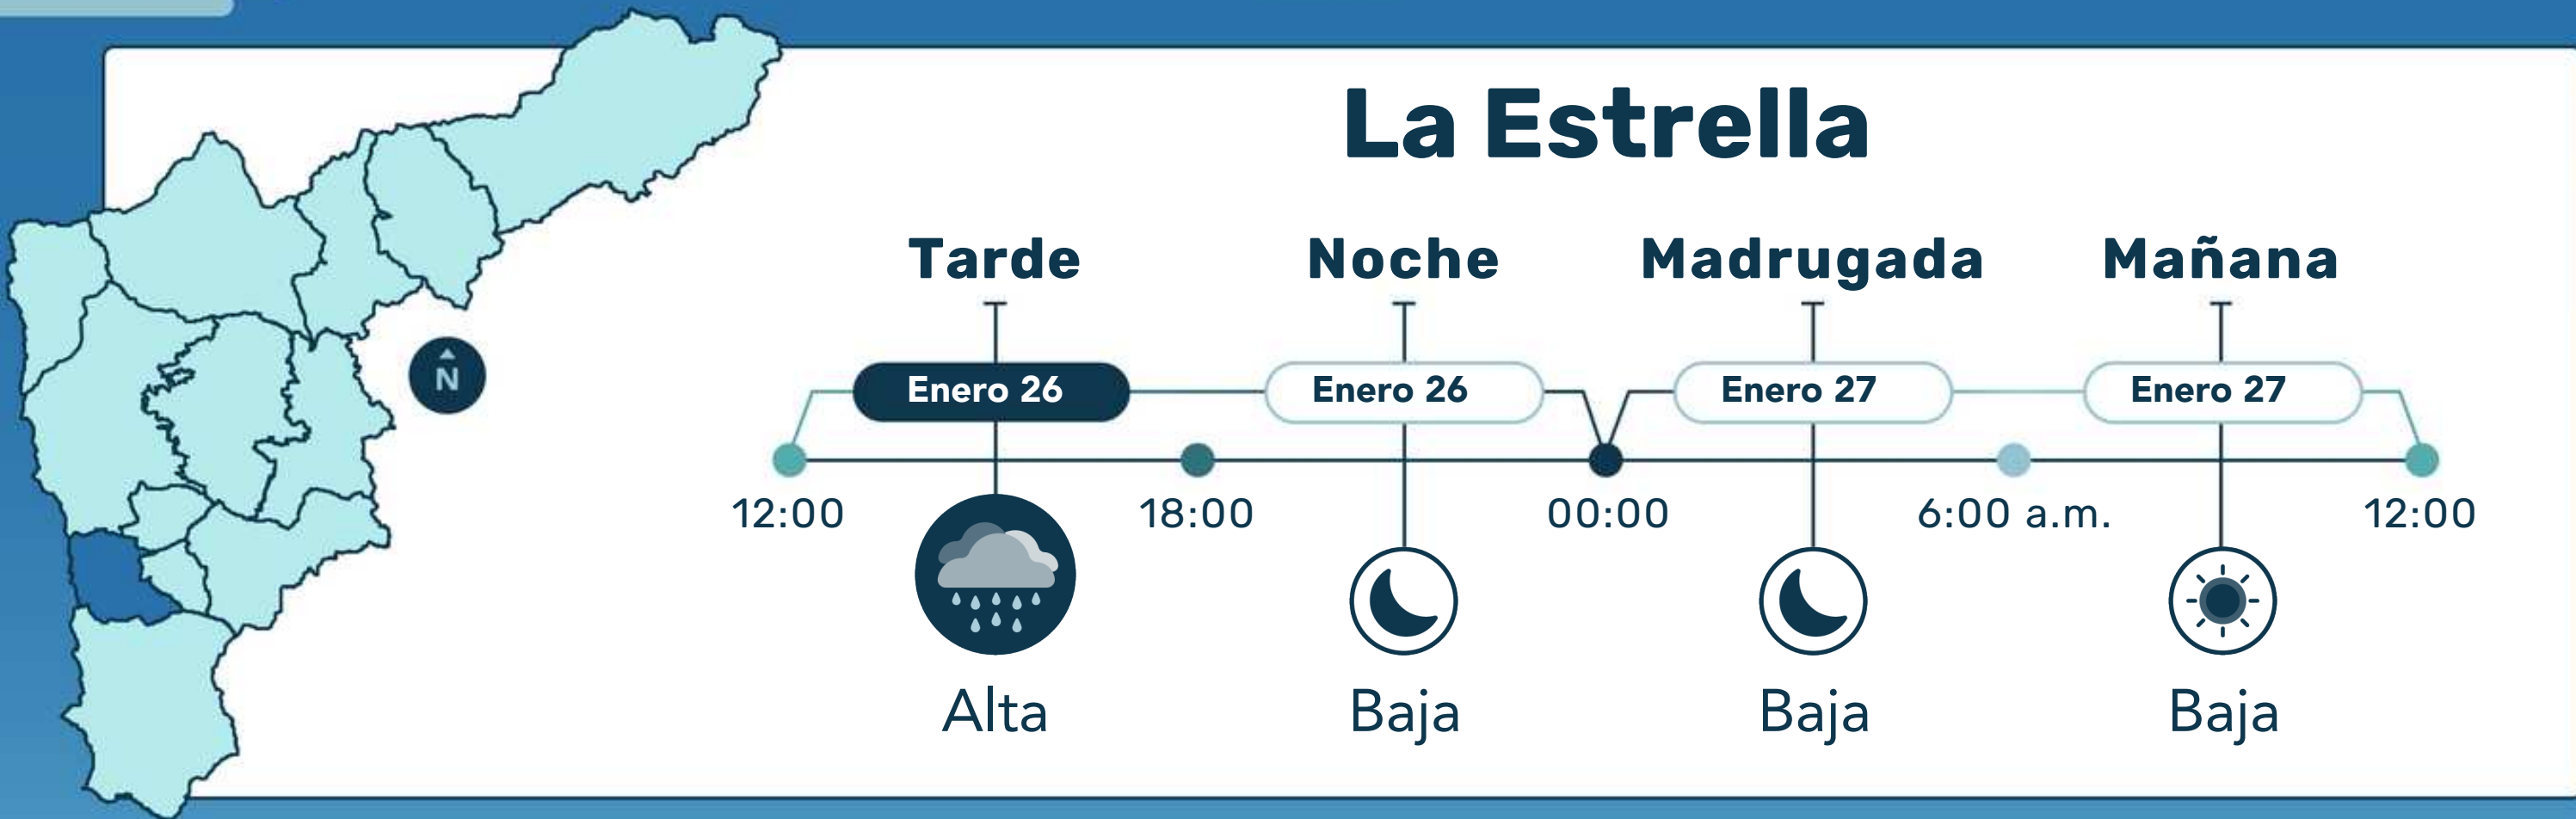 La Estrella
Tarde Noche Madrugada Mañana
N
Enero 26 Enero 26 Enero 27 Enero 27
12:00 18:00 00:00 6:00 a.m. 12:00
Alta Baja Baja Baja